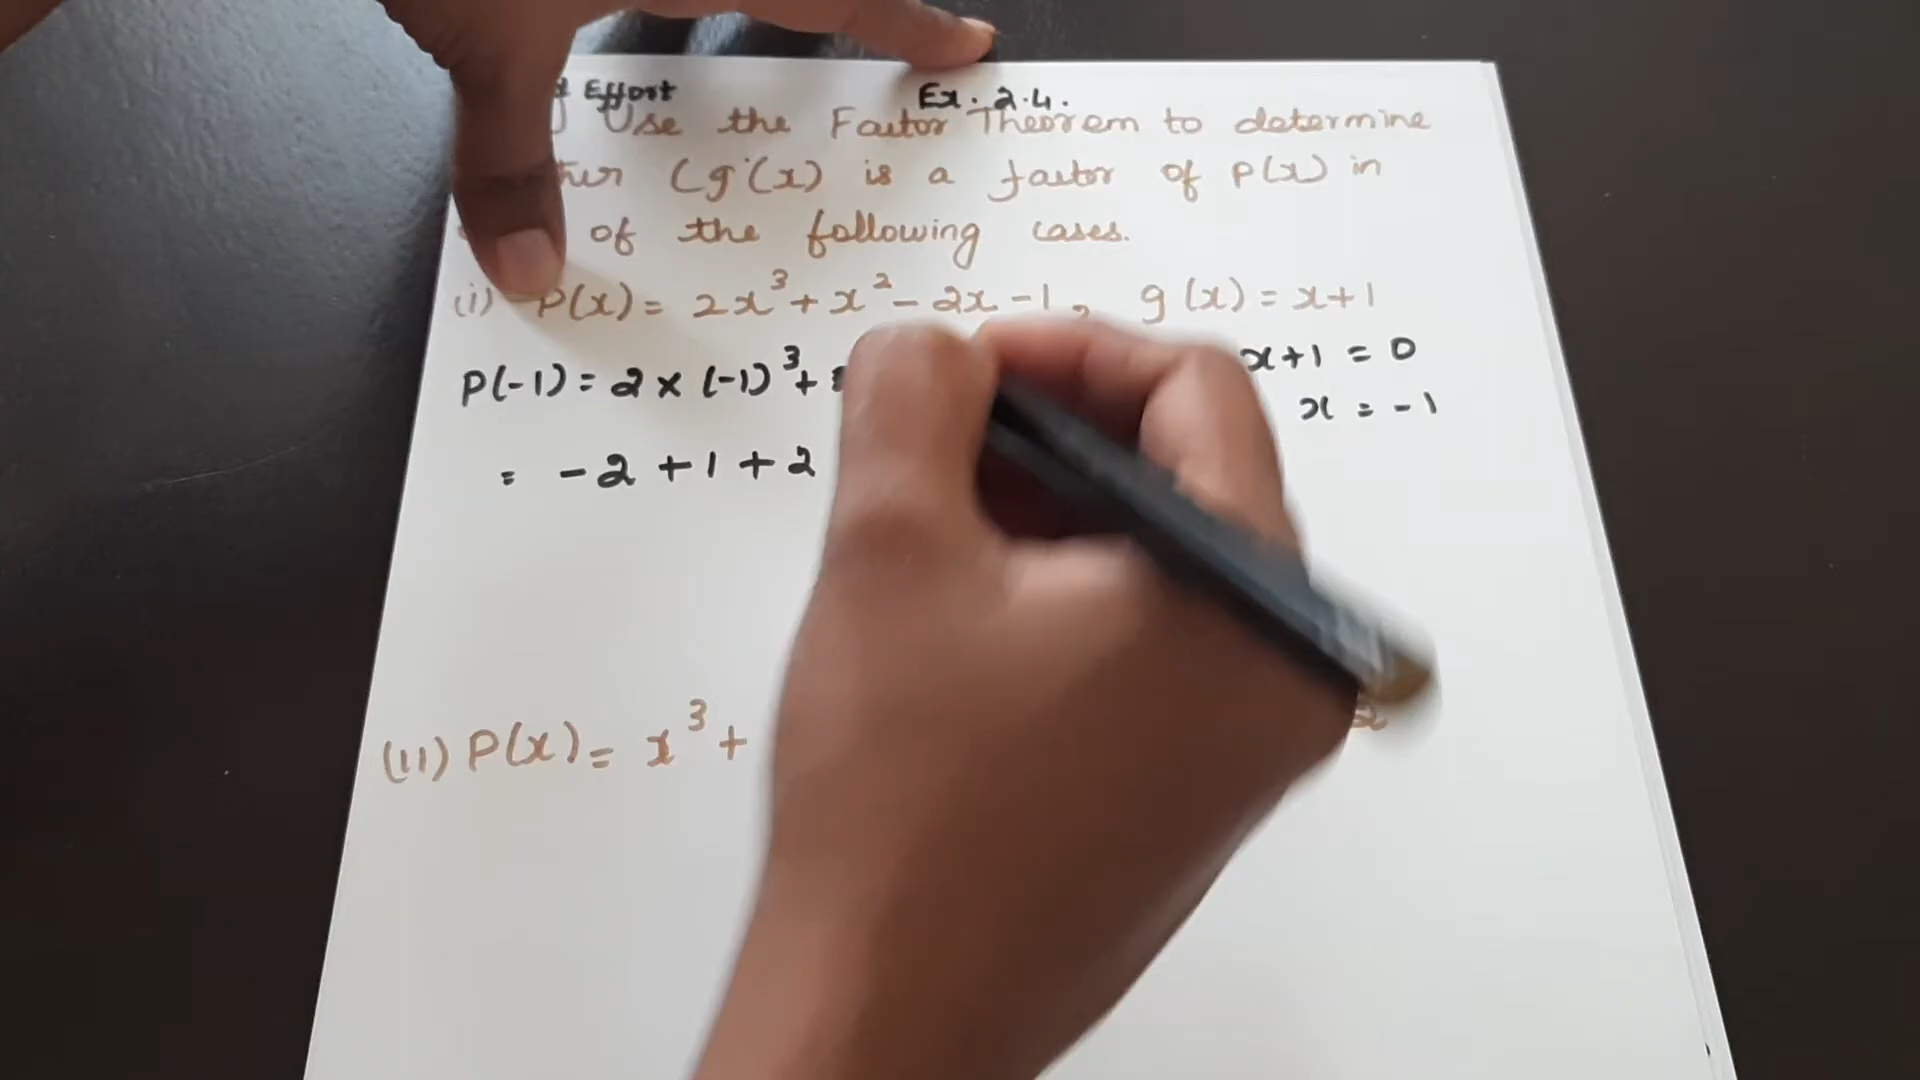 Effort Ex. 2.4.
Use the Factor Theorem to determine
(g(x) is a factor of P(x) in
of the following cases.
(i) P(x) = 2x³ + x² - 2x - 1, g(x) = x+1
P(-1) = 2 × (-1)³ +
x+1 = 0
x = -1
= -2 + 1 + 2
(ii) P(x) = x³ + 2